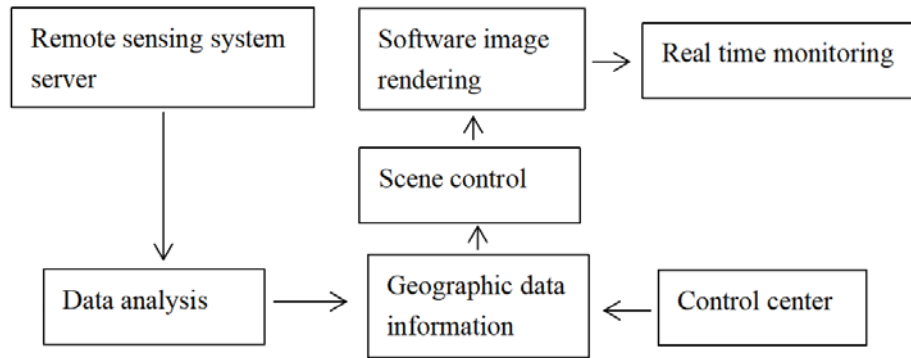 Remote sensing system
server
Software image
rendering
Real time monitoring
Scene control
Data analysis
Geographic data
information
Control center